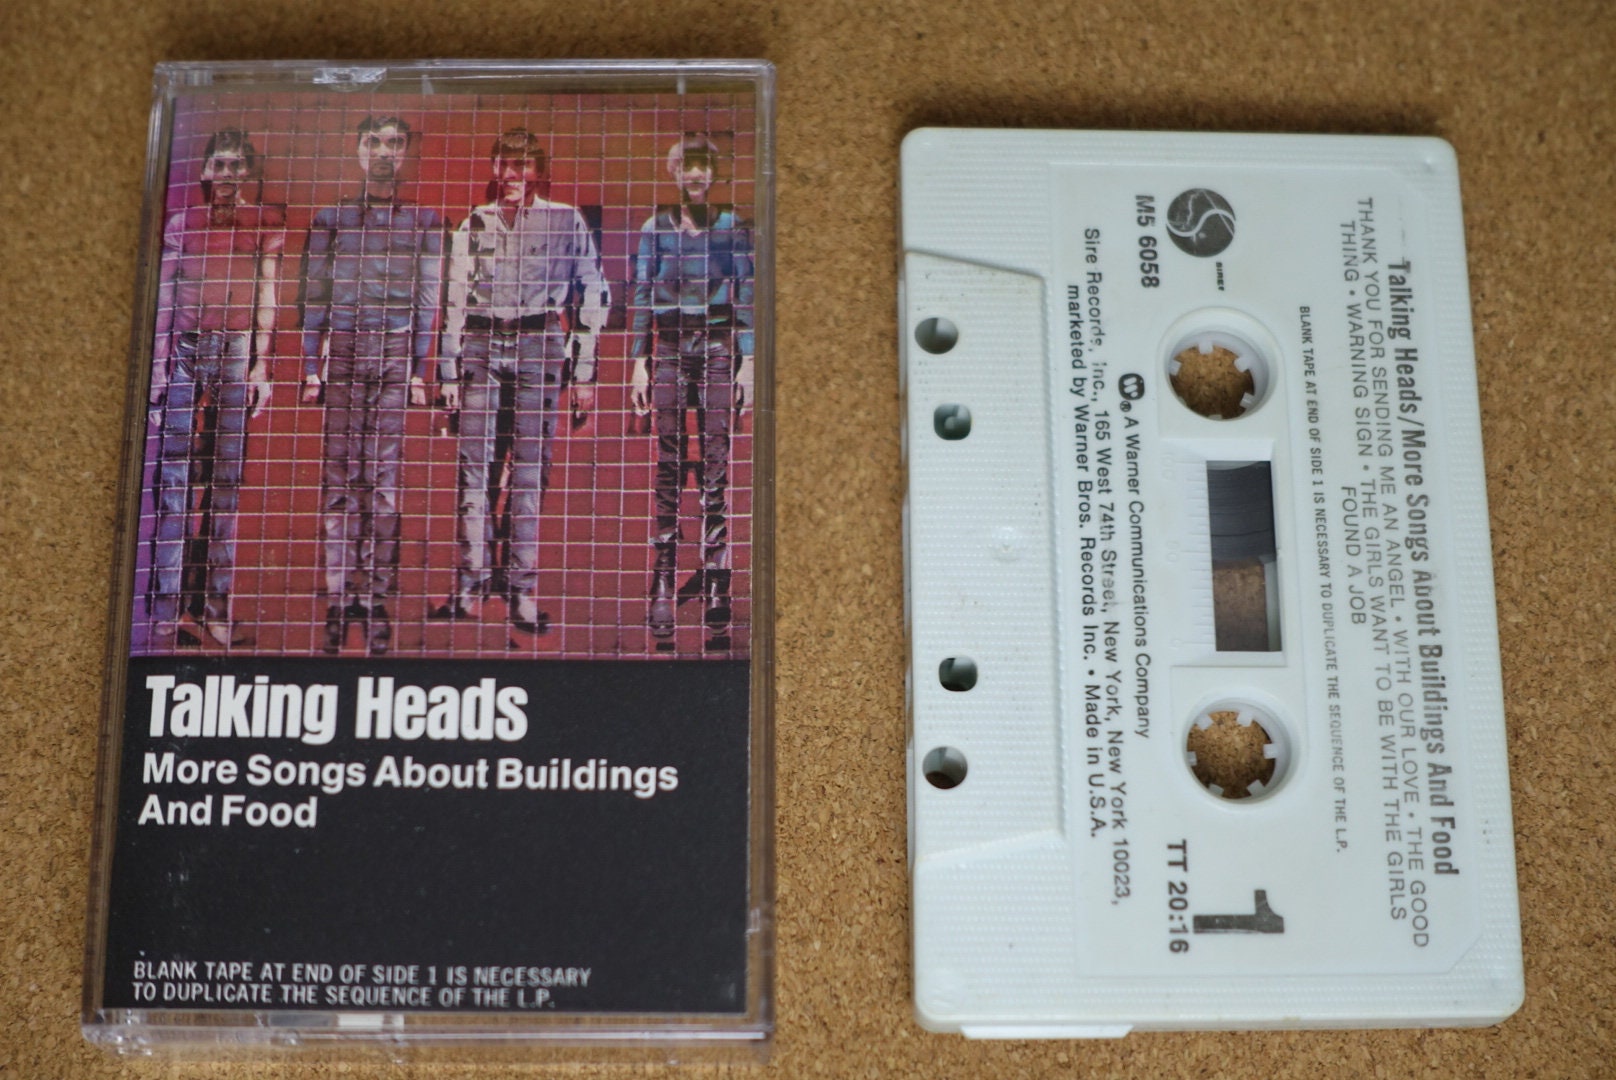 Talking Heads
More Songs About Buildings
And Food
BLANK TAPE AT END OF SIDE 1 IS NECESSARY
TO DUPLICATE THE SEQUENCE OF THE L.P.
Talking Heads/More Songs About Buildings And Food
THANK YOU FOR SENDING ME AN ANGEL • WITH OUR LOVE • THE GOOD
THING • WARNING SIGN • THE GIRLS WANT TO BE WITH THE GIRLS
FOUND A JOB
BLANK TAPE AT END OF SIDE 1 IS NECESSARY TO DUPLICATE THE SEQUENCE OF THE L.P.
SIRE
1
M5 6058
TT 20:16
® A Warner Communications Company
Sire Records, Inc., 165 West 74th Street, New York, New York 10023,
marketed by Warner Bros. Records Inc. • Made in U.S.A.